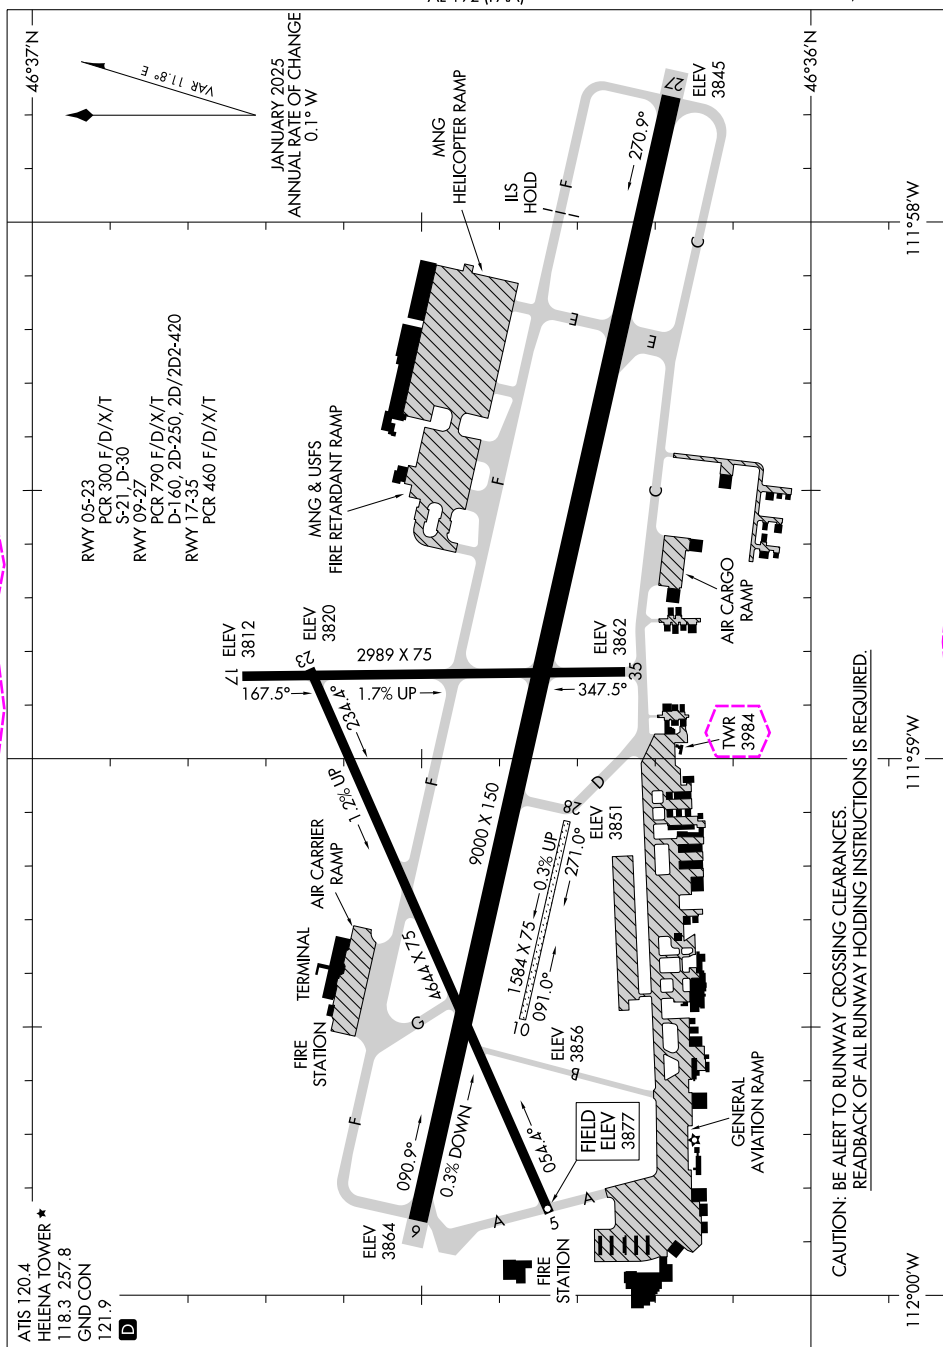 46°37'N
46°36'N
VAR 11.8° E
JANUARY 2025
ANNUAL RATE OF CHANGE
0.1° W
MNG
HELICOPTER RAMP
ILS
HOLD
F
27
ELEV
3845
270.9°
C
111°58'W
RWY 05-23
PCR 300 F/D/X/T
S-21, D-30
RWY 09-27
PCR 790 F/D/X/T
D-160, 2D-250, 2D/2D2-420
RWY 17-35
PCR 460 F/D/X/T
MNG & USFS
FIRE RETARDANT RAMP
E
E
F
C
AIR CARGO
RAMP
17
ELEV
3812
23
ELEV
3820
2989 X 75
167.5°
1.7% UP
347.5°
35
ELEV
3862
234.4°
1.2% UP
F
TWR
3984
111°59'W
9000 X 150
D
28
ELEV
3851
0.3% UP
271.0°
1584 X 75
091.0°
10
ELEV
3856
AIR CARRIER
RAMP
TERMINAL
FIRE
STATION
4644 X 75
G
B
F
090.9°
0.3% DOWN
054.4°
FIELD
ELEV
3877
GENERAL
AVIATION RAMP
ELEV
3864
9
A
A
5
FIRE
STATION
112°00'W
ATIS 120.4
HELENA TOWER ★
118.3 257.8
GND CON
121.9
D
CAUTION: BE ALERT TO RUNWAY CROSSING CLEARANCES.
READBACK OF ALL RUNWAY HOLDING INSTRUCTIONS IS REQUIRED.